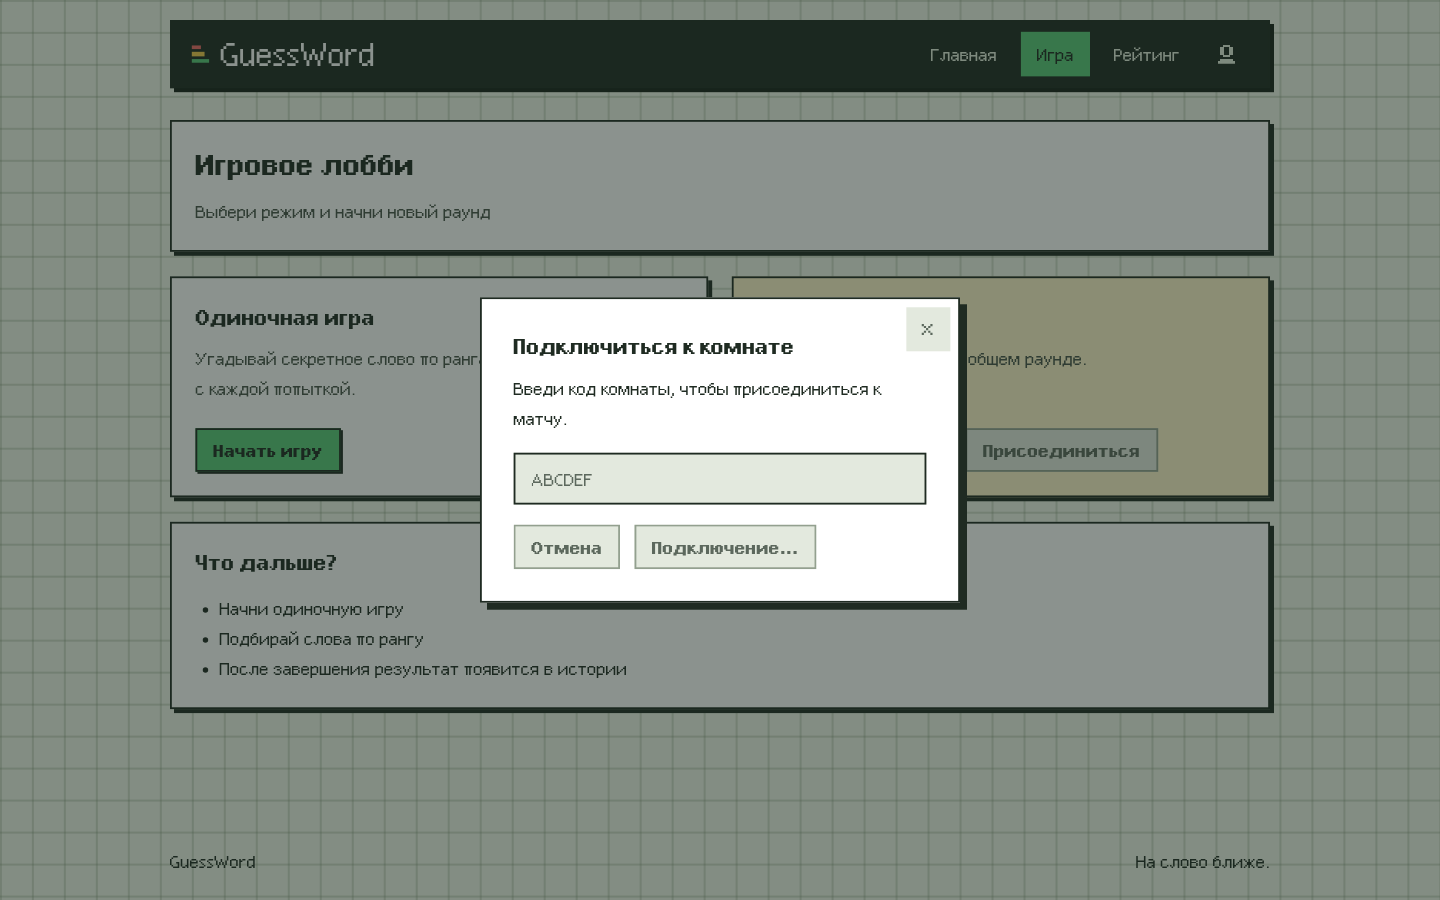 GuessWord
Главная
Игра
Рейтинг
Игровое лобби
Выбери режим и начни новый раунд
Одиночная игра
Угадывай секретное слово по
с каждой попыткой.
Начать игру
общем раунде.
Присоединиться
Подключиться к комнате
Введи код комнаты, чтобы присоединиться к
матчу.
ABCDEF
Отмена
Подключение...
Что дальше?
• Начни одиночную игру
• Подбирай слова по рангу
• После завершения результат появится в истории
GuessWord
На слово ближе.